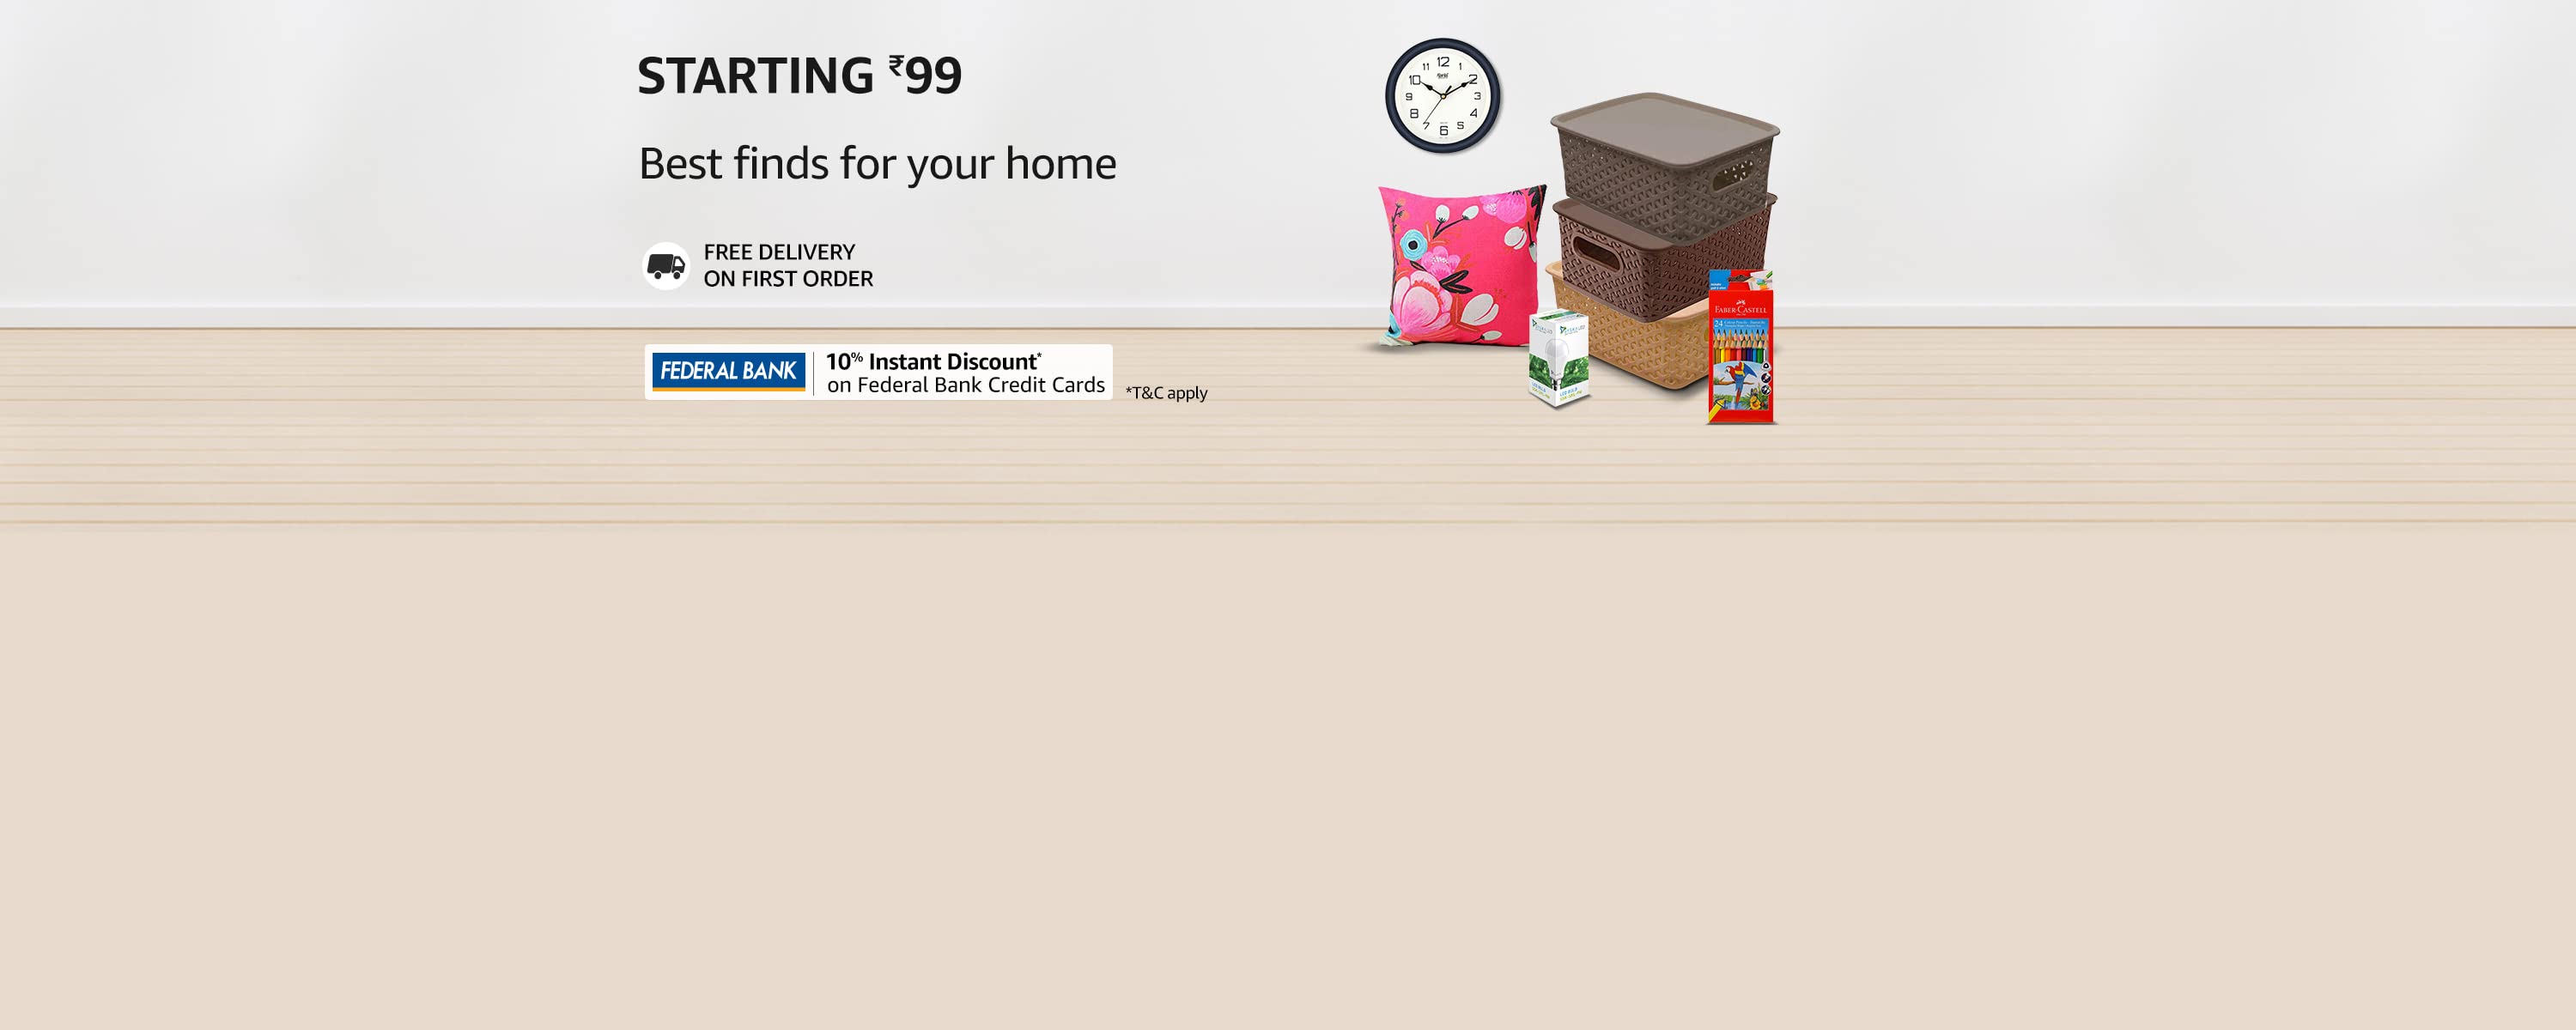 STARTING ₹99
Best finds for your home
FREE DELIVERY
ON FIRST ORDER
FEDERAL BANK
10% Instant Discount*
on Federal Bank Credit Cards
*T&C apply
12
11
1
10
2
9
3
8
4
7
5
6
FABER-CASTELL
24